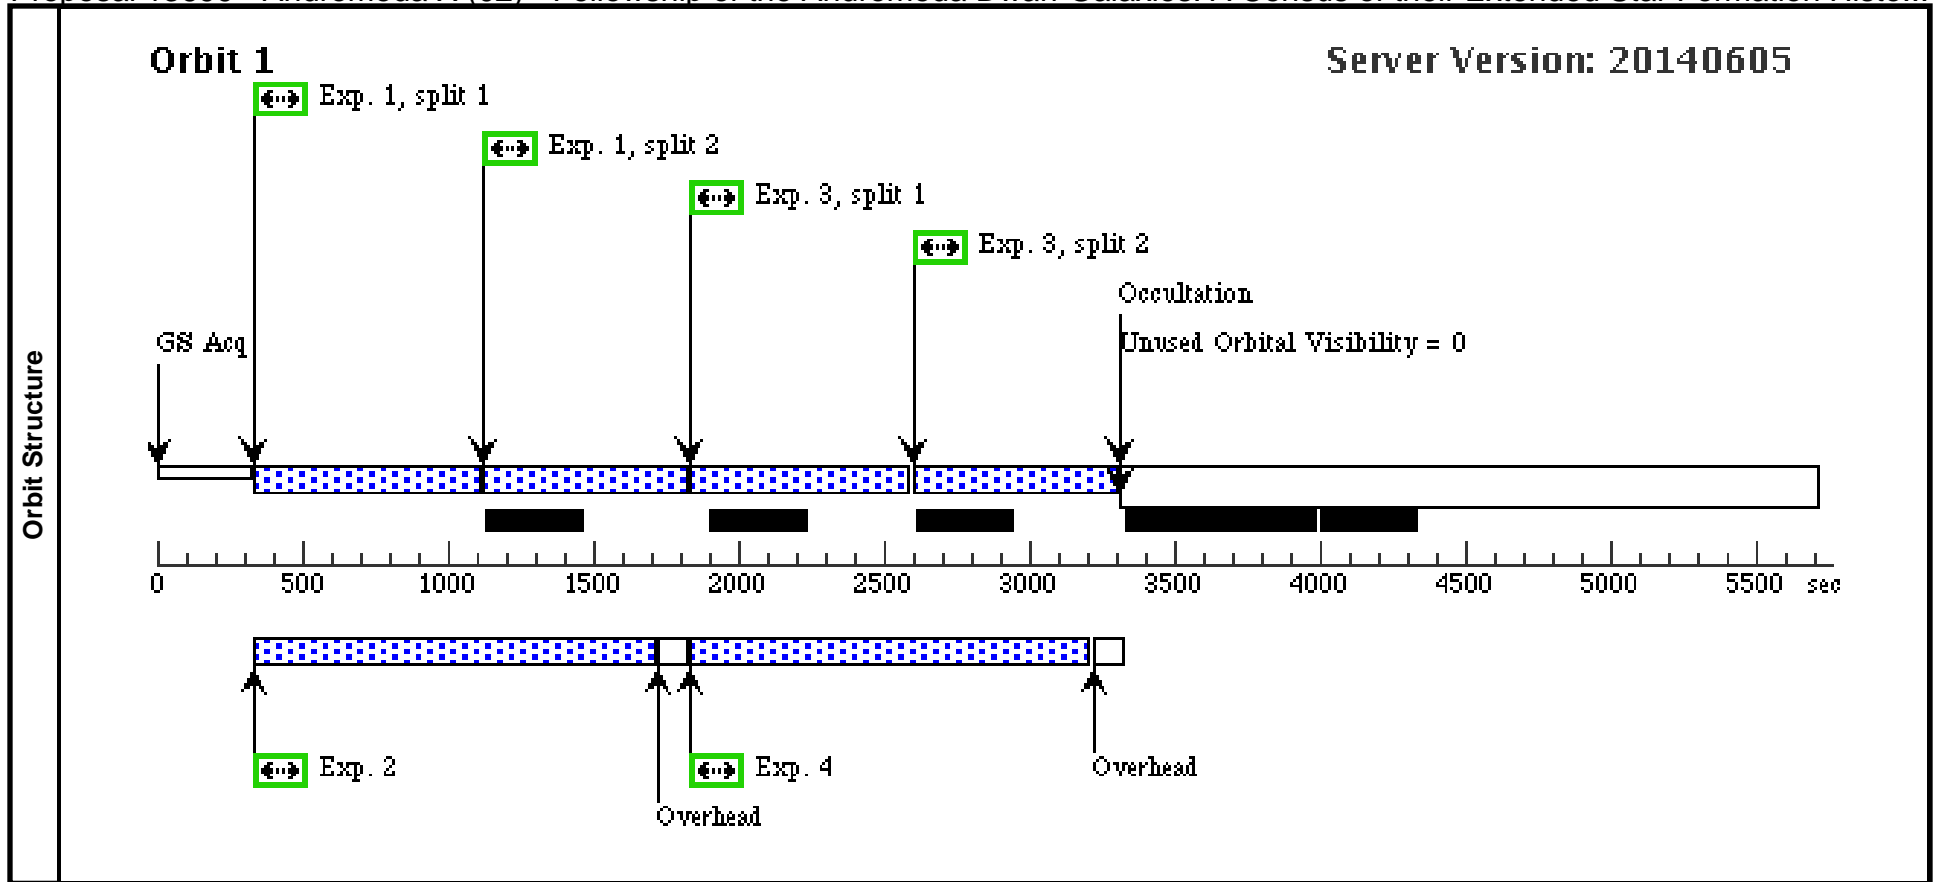 Orbit Structure
Orbit 1
Server Version: 20140605
Exp. 1, split 1
Exp. 1, split 2
Exp. 3, split 1
Exp. 3, split 2
Occultation
GS Acq
Unused Orbital Visibility = 0
0 500 1000 1500 2000 2500 3000 3500 4000 4500 5000 5500 sec
Exp. 2
Exp. 4
Overhead
Overhead